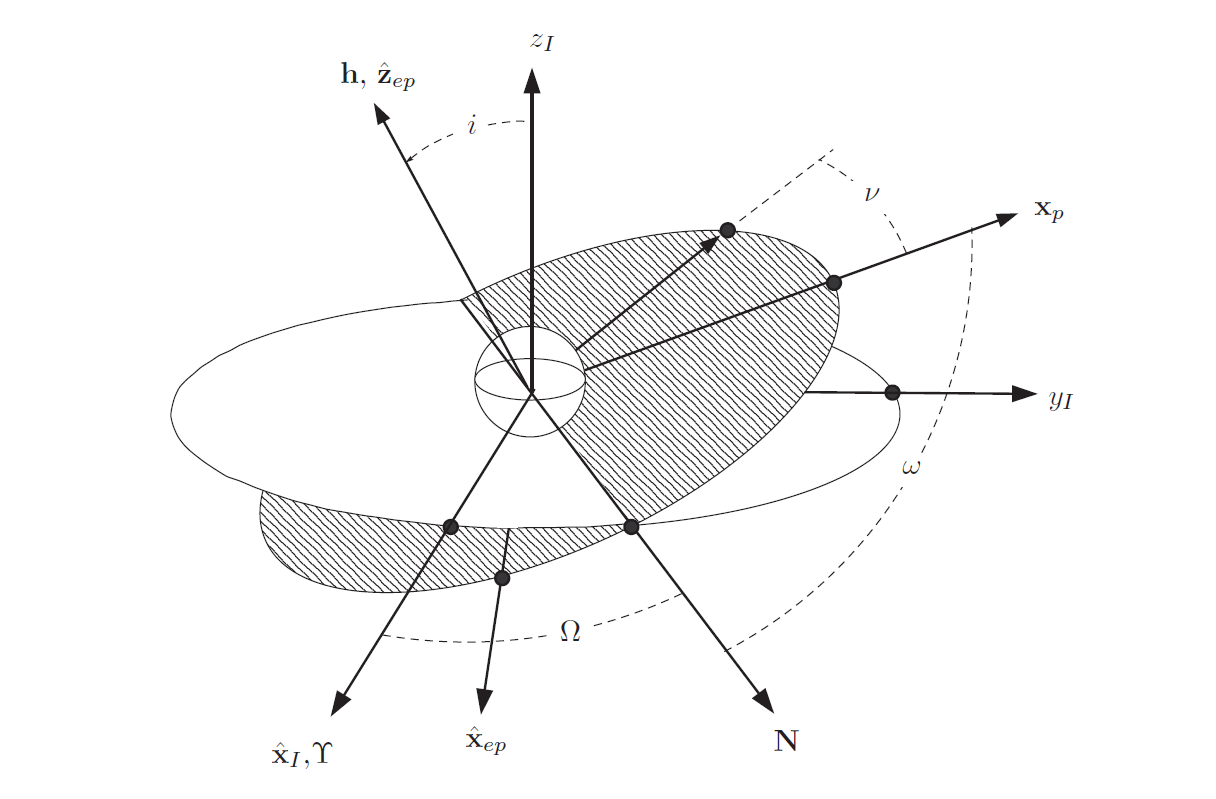 z_I
h, ẑ_ep
i
ν
x_p
y_I
ω
Ω
x̂_I,ϒ
x̂_ep
N